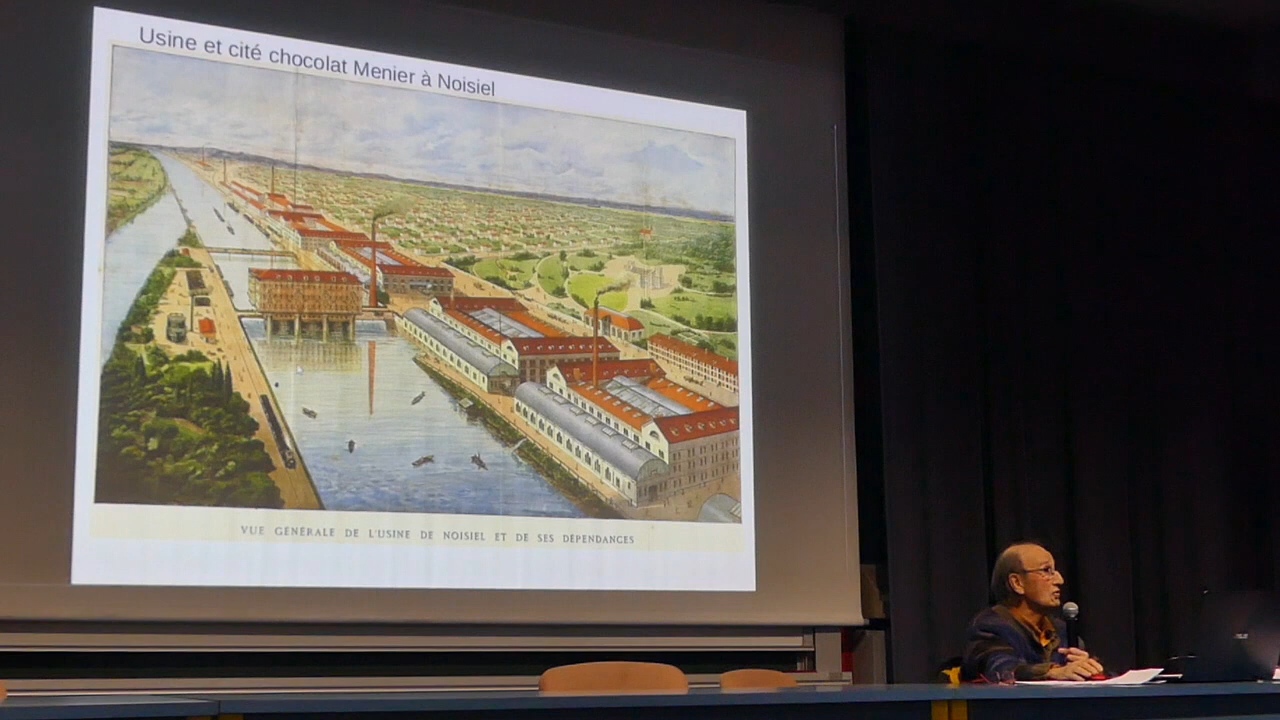 Usine et cité chocolat Menier à Noisiel
VUE GÉNÉRALE DE L'USINE DE NOISIEL ET DE SES DÉPENDANCES